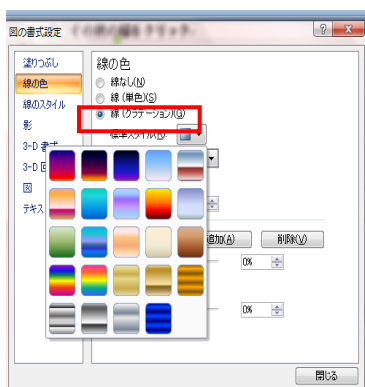 図の書式設定
塗りつぶし
線の色
線のスタイル
影
3-D 書式
3-D
図
テキス
線の色
線なし(N)
線 (単色)(S)
線 (グラデーション)(G)
標準スタイル(R):
追加(A)
削除(V)
0%
0%
閉じる